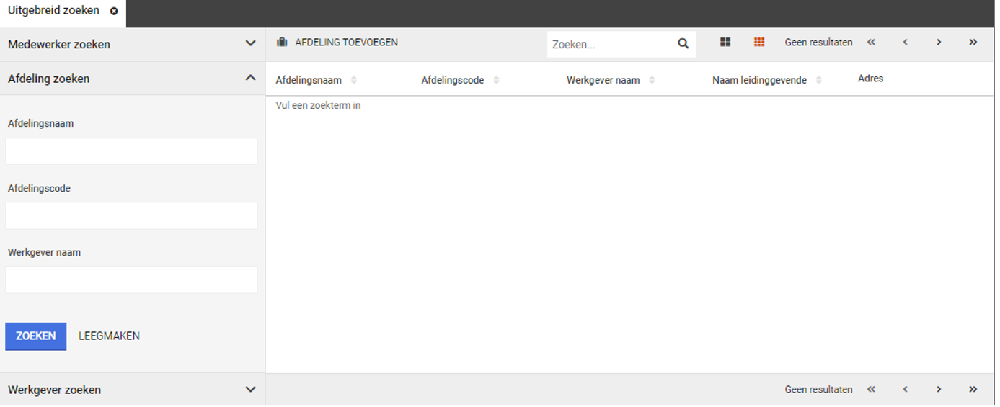 Uitgebreid zoeken
Medewerker zoeken
Afdeling zoeken
Afdelingsnaam
Afdelingscode
Werkgever naam
ZOEKEN LEEGMAKEN
Werkgever zoeken
AFDELING TOEVOEGEN Zoeken... Geen resultaten
Afdelingsnaam Afdelingscode Werkgever naam Naam leidinggevende Adres
Vul een zoekterm in
Geen resultaten